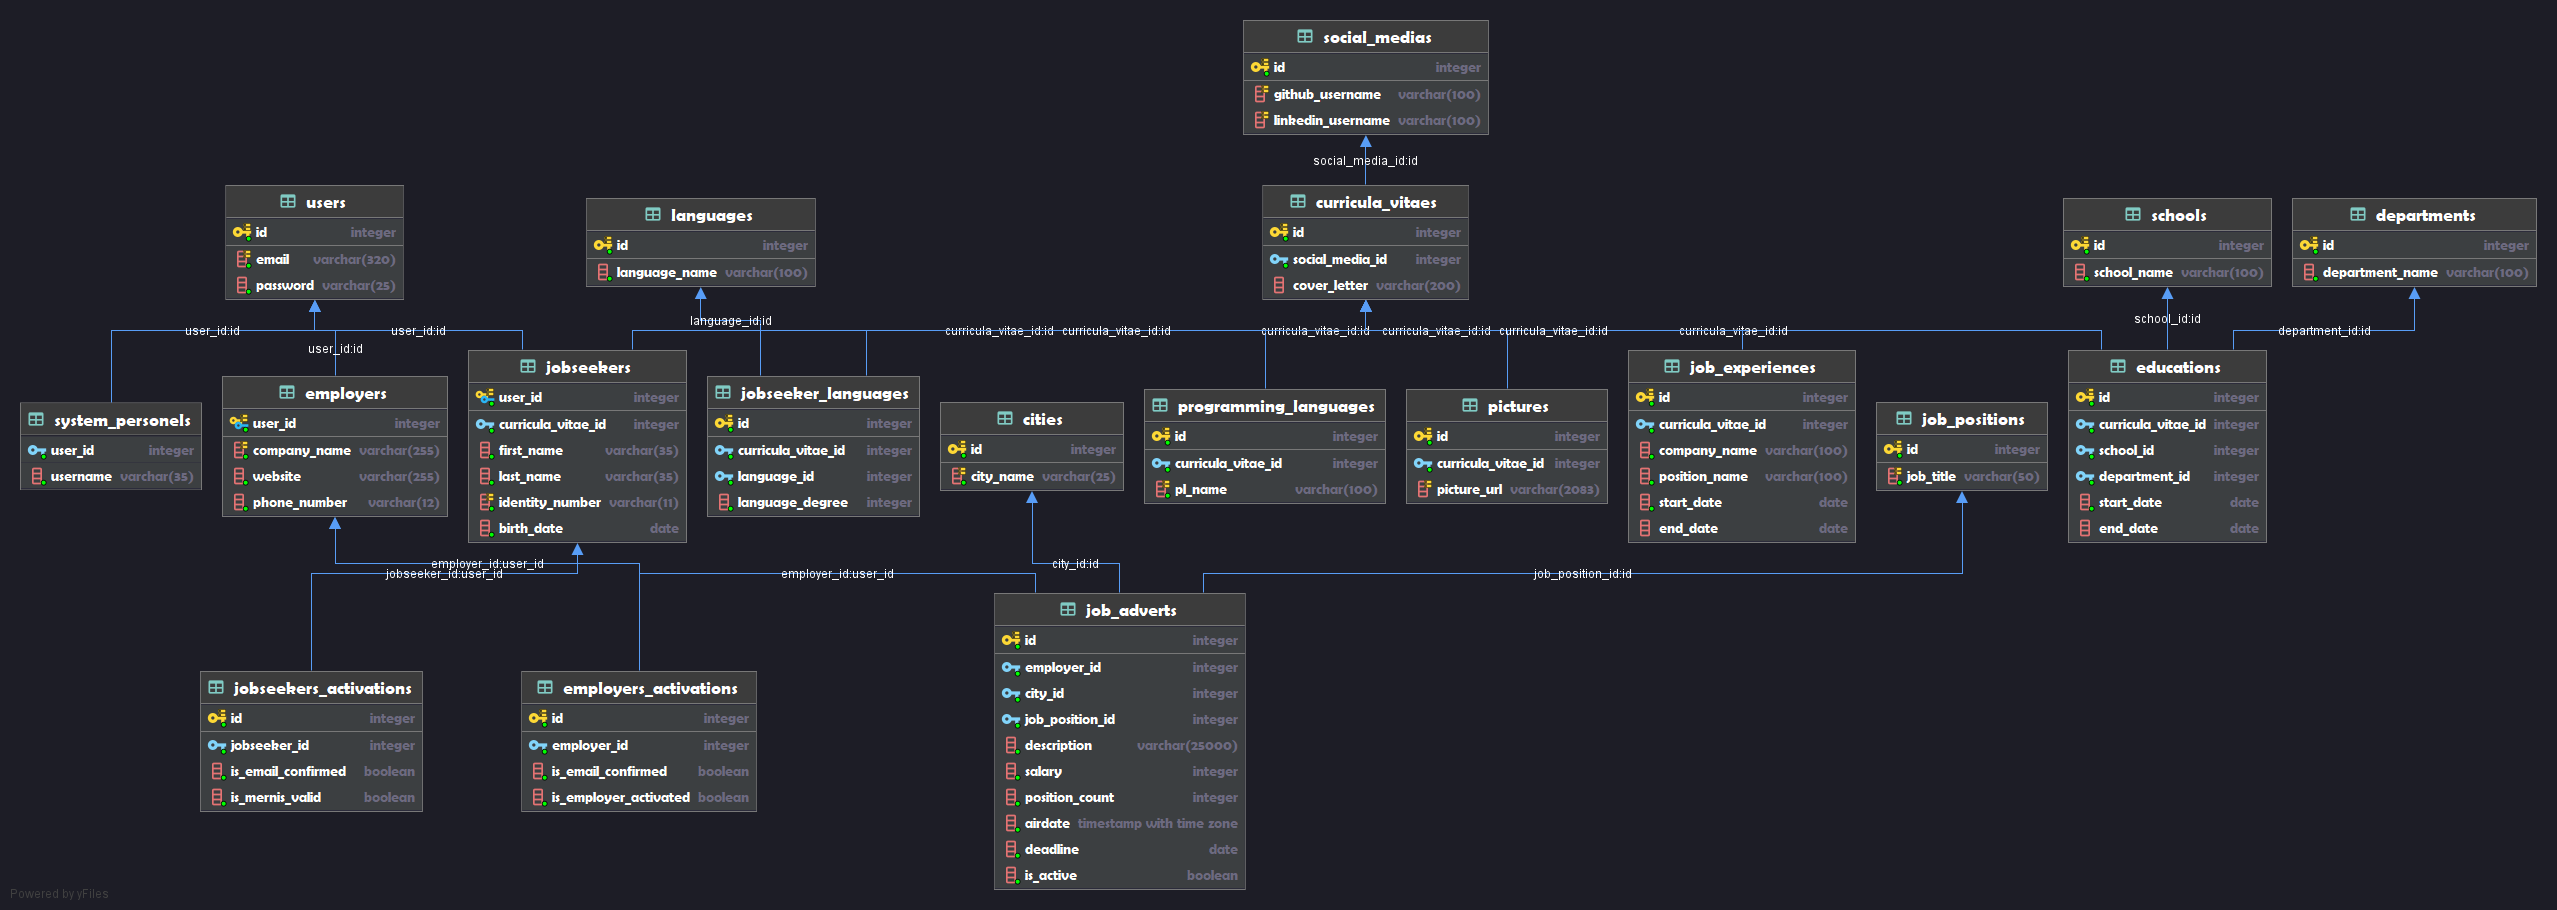 social_medias
id integer
github_username varchar(100)
linkedin_username varchar(100)
social_media_id:id
users
id integer
email varchar(320)
password varchar(25)
languages
id integer
language_name varchar(100)
curricula_vitaes
id integer
social_media_id integer
cover_letter varchar(200)
schools
id integer
school_name varchar(100)
departments
id integer
department_name varchar(100)
user_id:id
user_id:id
user_id:id
language_id:id
curricula_vitae_id:id
curricula_vitae_id:id
curricula_vitae_id:id
curricula_vitae_id:id
curricula_vitae_id:id
curricula_vitae_id:id
school_id:id
department_id:id
system_personels
user_id integer
username varchar(35)
employers
user_id integer
company_name varchar(255)
website varchar(255)
phone_number varchar(12)
jobseekers
user_id integer
curricula_vitae_id integer
first_name varchar(35)
last_name varchar(35)
identity_number varchar(11)
birth_date date
jobseeker_languages
id integer
curricula_vitae_id integer
language_id integer
language_degree integer
cities
id integer
city_name varchar(25)
programming_languages
id integer
curricula_vitae_id integer
pl_name varchar(100)
pictures
id integer
curricula_vitae_id integer
picture_url varchar(2083)
job_experiences
id integer
curricula_vitae_id integer
company_name varchar(100)
position_name varchar(100)
start_date date
end_date date
job_positions
id integer
job_title varchar(50)
educations
id integer
curricula_vitae_id integer
school_id integer
department_id integer
start_date date
end_date date
employer_id:user_id
jobseeker_id:user_id
employer_id:user_id
city_id:id
job_position_id:id
jobseekers_activations
id integer
jobseeker_id integer
is_email_confirmed boolean
is_mernis_valid boolean
employers_activations
id integer
employer_id integer
is_email_confirmed boolean
is_employer_activated boolean
job_adverts
id integer
employer_id integer
city_id integer
job_position_id integer
description varchar(25000)
salary integer
position_count integer
airdate timestamp with time zone
deadline date
is_active boolean
Powered by yFiles